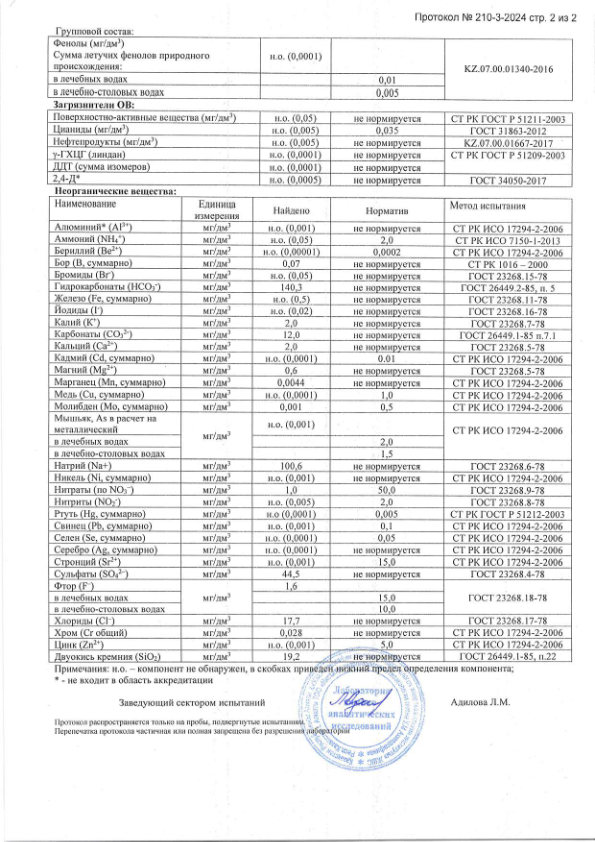 Протокол № 210-3-2024 стр. 2 из 2
Групповой состав:
Фенолы (мг/дм³)
Сумма летучих фенолов природного происхождения: н.о. (0,0001) KZ.07.00.01340-2016
в лечебных водах 0,01
в лечебно-столовых водах 0,005
Загрязнители ОВ:
Поверхностно-активные вещества (мг/дм³) н.о. (0,05) не нормируется СТ РК ГОСТ Р 51211-2003
Цианиды (мг/дм³) н.о. (0,005) 0,035 ГОСТ 31863-2012
Нефтепродукты (мг/дм³) н.о. (0,005) не нормируется KZ.07.00.01667-2017
γ-ГХЦГ (линдан) н.о. (0,0001) не нормируется СТ РК ГОСТ Р 51209-2003
ДДТ (сумма изомеров) н.о. (0,0001) не нормируется
2,4-Д* н.о. (0,0005) не нормируется ГОСТ 34050-2017
Неорганические вещества:
Наименование Единица измерения Найдено Норматив Метод испытания
Алюминий* (Al³⁺) мг/дм³ н.о. (0,001) не нормируется СТ РК ИСО 17294-2-2006
Аммоний (NH₄⁺) мг/дм³ н.о. (0,05) 2,0 СТ РК ИСО 7150-1-2013
Бериллий (Be²⁺) мг/дм³ н.о. (0,00001) 0,0002 СТ РК ИСО 17294-2-2006
Бор (B, суммарно) мг/дм³ 0,07 не нормируется СТ РК 1016 – 2000
Бромиды (Br⁻) мг/дм³ н.о. (0,05) не нормируется ГОСТ 23268.15-78
Гидрокарбонаты (HCO₃⁻) мг/дм³ 140,3 не нормируется ГОСТ 26449.2-85, п. 5
Железо (Fe, суммарно) мг/дм³ н.о. (0,5) не нормируется ГОСТ 23268.11-78
Йодиды (I⁻) мг/дм³ н.о. (0,02) не нормируется ГОСТ 23268.16-78
Калий (K⁺) мг/дм³ 2,0 не нормируется ГОСТ 23268.7-78
Карбонаты (CO₃²⁻) мг/дм³ 12,0 не нормируется ГОСТ 26449.1-85 п.7.1
Кальций (Ca²⁺) мг/дм³ 2,0 не нормируется ГОСТ 23268.5-78
Кадмий (Cd, суммарно) мг/дм³ н.о. (0,0001) 0.01 СТ РК ИСО 17294-2-2006
Магний (Mg²⁺) мг/дм³ 0,6 не нормируется ГОСТ 23268.5-78
Марганец (Mn, суммарно) мг/дм³ 0,0044 не нормируется СТ РК ИСО 17294-2-2006
Медь (Cu, суммарно) мг/дм³ н.о. (0,0001) 1,0 СТ РК ИСО 17294-2-2006
Молибден (Mo, суммарно) мг/дм³ 0,001 0,5 СТ РК ИСО 17294-2-2006
Мышьяк, As в расчет на металлический мг/дм³ н.о. (0,001) СТ РК ИСО 17294-2-2006
в лечебных водах 2,0
в лечебно-столовых водах 1,5
Натрий (Na+) мг/дм³ 100,6 не нормируется ГОСТ 23268.6-78
Никель (Ni, суммарно) мг/дм³ н.о. (0,001) не нормируется СТ РК ИСО 17294-2-2006
Нитраты (по NO₃⁻) мг/дм³ 1,0 50,0 ГОСТ 23268.9-78
Нитриты (NO₂⁻) мг/дм³ н.о. (0,005) 2,0 ГОСТ 23268.8-78
Ртуть (Hg, суммарно) мг/дм³ н.о (0,0001) 0,005 СТ РК ГОСТ Р 51212-2003
Свинец (Pb, суммарно) мг/дм³ н.о. (0,001) 0,1 СТ РК ИСО 17294-2-2006
Селен (Se, суммарно) мг/дм³ н.о. (0,001) 0,05 СТ РК ИСО 17294-2-2006
Серебро (Ag, суммарно) мг/дм³ н.о. (0,0001) не нормируется СТ РК ИСО 17294-2-2006
Стронций (Sr²⁺) мг/дм³ н.о. (0,001) 15,0 СТ РК ИСО 17294-2-2006
Сульфаты (SO₄²⁻) мг/дм³ 44,5 не нормируется ГОСТ 23268.4-78
Фтор (F⁻) мг/дм³ 1,6 ГОСТ 23268.18-78
в лечебных водах 15,0
в лечебно-столовых водах 10,0
Хлориды (Cl⁻) мг/дм³ 17,7 не нормируется ГОСТ 23268.17-78
Хром (Cr общий) мг/дм³ 0,028 не нормируется СТ РК ИСО 17294-2-2006
Цинк (Zn²⁺) мг/дм³ н.о. (0,001) 5,0 СТ РК ИСО 17294-2-2006
Двуокись кремния (SiO₂) мг/дм³ 19,2 не нормируется ГОСТ 26449.1-85, п.22
Примечания: н.о. – компонент не обнаружен, в скобках приведен нижний предел определения компонента;
* - не входит в область аккредитации
Заведующий сектором испытаний Адилова Л.М.
Лаборатория
аналитических
исследований
Протокол распространяется только на пробы, подвергнутые испытаниям.
Перепечатка протокола частичная или полная запрещена без разрешения лаборатории